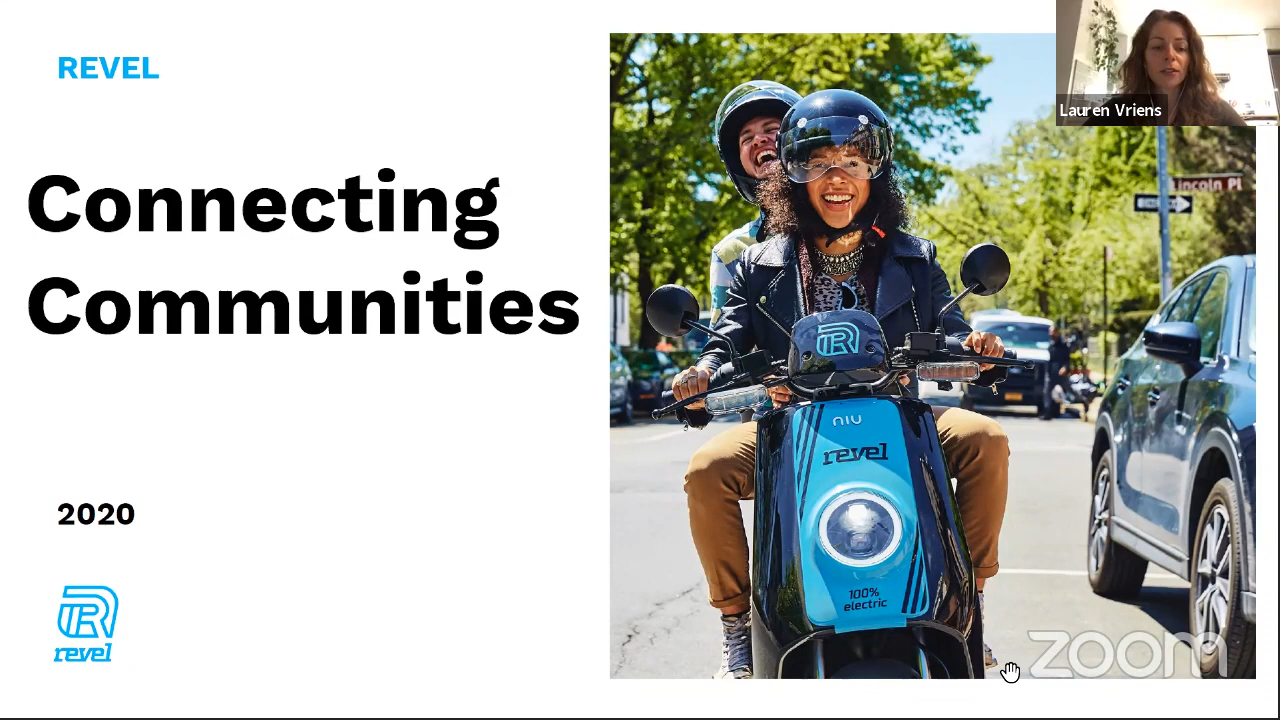 REVEL
Connecting
Communities
2020
revel
Lauren Vriens
Lincoln Pl
NIU
revel
100%
electric
zoom